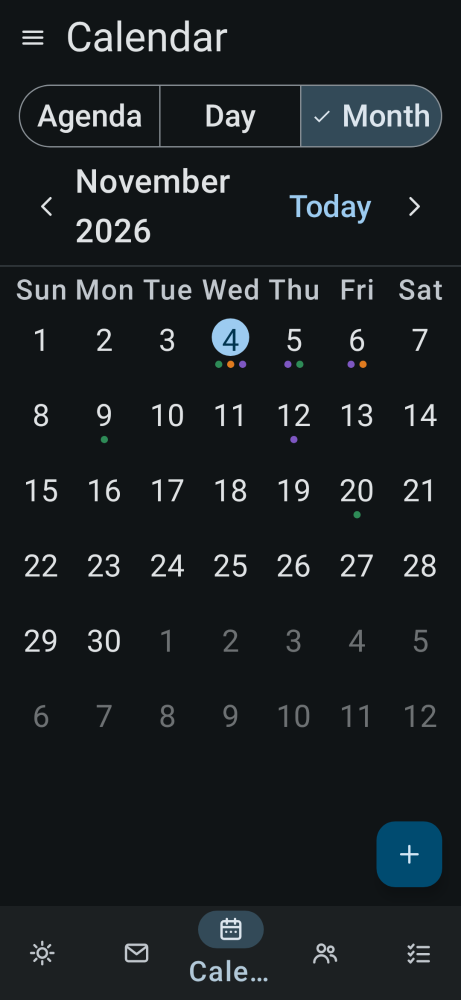 Calendar
Agenda Day Month
November
2026
Today
Sun Mon Tue Wed Thu Fri Sat
1 2 3 4 5 6 7
8 9 10 11 12 13 14
15 16 17 18 19 20 21
22 23 24 25 26 27 28
29 30 1 2 3 4 5
6 7 8 9 10 11 12
Cale...